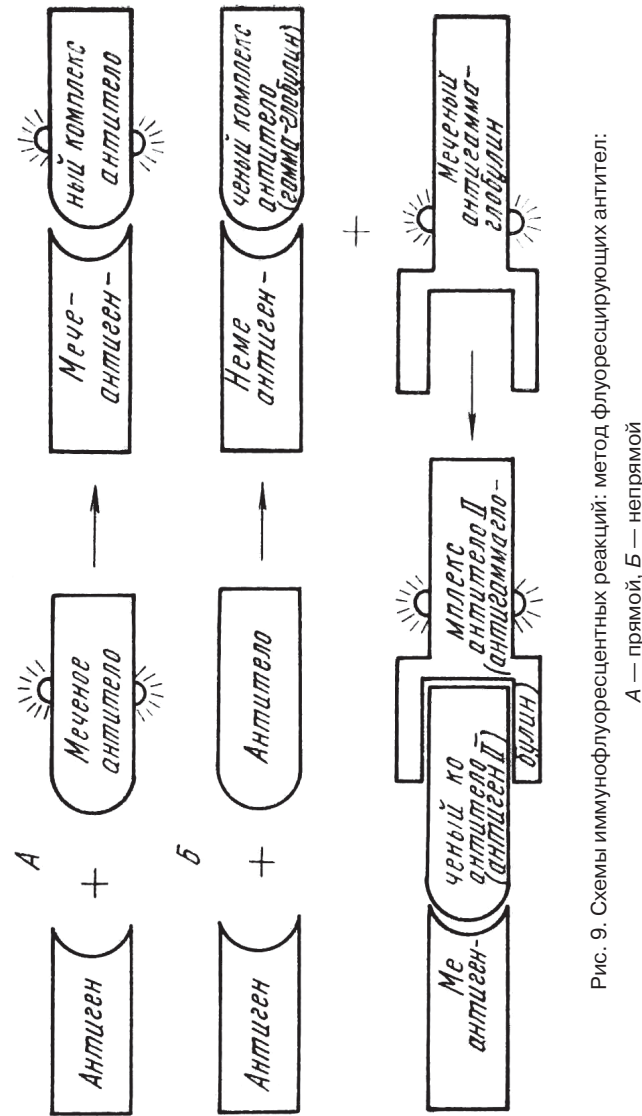 А
Антиген
+
Меченое
антитело
Мече-
антиген-
ный комплекс
антитело
Б
Антиген
+
Антитело
Неме
антиген-
ченый комплекс
антитело
(гамма-глобулин)
+
Меченый
антигамма-
глобулин
Ме
антиген-
ченый ко
антитело-
(антиген II)
мплекс
антитело II
(антигаммагло-
булин)
Рис. 9. Схемы иммунофлуоресцентных реакций: метод флуоресцирующих антител:
А — прямой, Б — непрямой